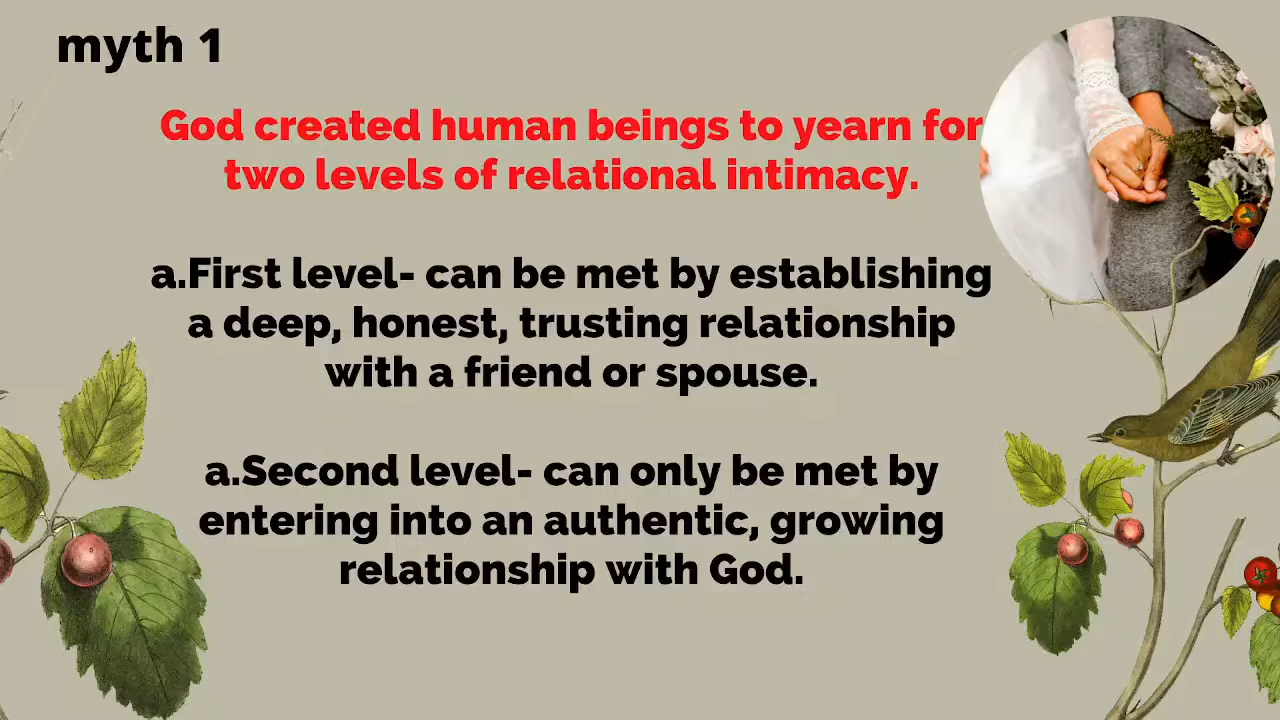 myth 1
God created human beings to yearn for
two levels of relational intimacy.
a.First level- can be met by establishing
a deep, honest, trusting relationship
with a friend or spouse.
a.Second level- can only be met by
entering into an authentic, growing
relationship with God.